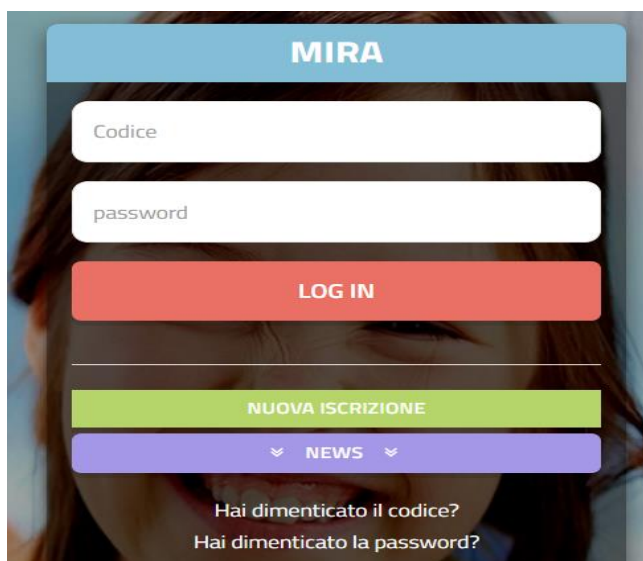 MIRA
Codice
password
LOG IN
NUOVA ISCRIZIONE
NEWS
Hai dimenticato il codice?
Hai dimenticato la password?